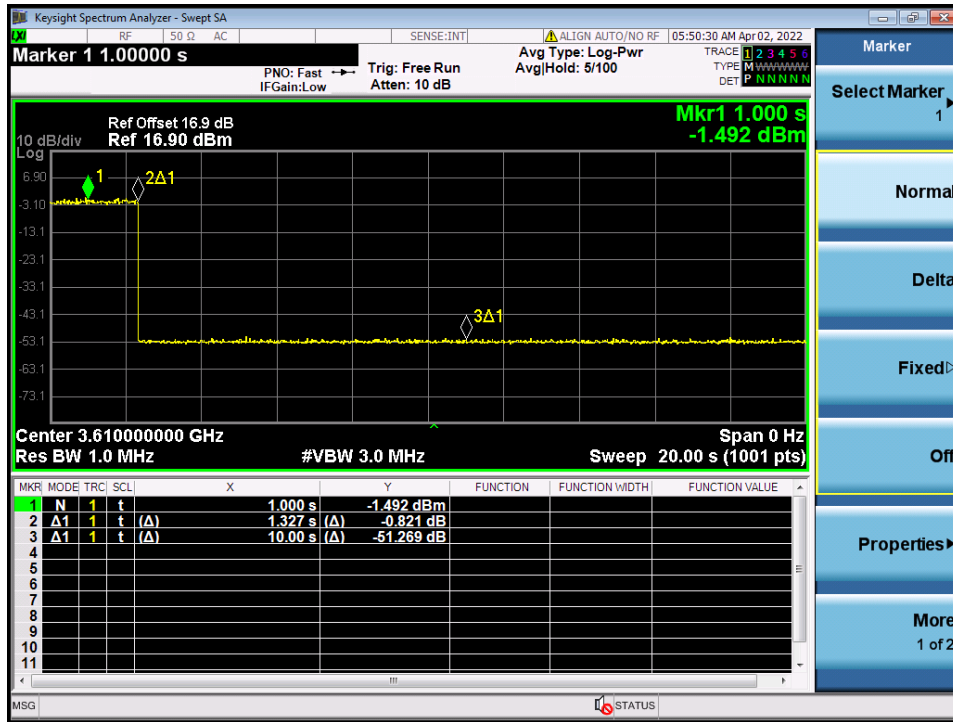 Keysight Spectrum Analyzer - Swept SA
LXI RF 50 Ω AC SENSE:INT ALIGN AUTO/NO RF 05:50:30 AM Apr 02, 2022
Marker 1 1.00000 s
PNO: Fast
IFGain:Low
Trig: Free Run
Atten: 10 dB
Avg Type: Log-Pwr
Avg|Hold: 5/100
TRACE 1 2 3 4 5 6
TYPE M W W W W W
DET P N N N N N
Mkr1 1.000 s
-1.492 dBm
Ref Offset 16.9 dB
10 dB/div Ref 16.90 dBm
Log
6.90
-3.10
-13.1
-23.1
-33.1
-43.1
-53.1
-63.1
-73.1
1
2Δ1
3Δ1
Center 3.610000000 GHz Span 0 Hz
Res BW 1.0 MHz #VBW 3.0 MHz Sweep 20.00 s (1001 pts)
MKR MODE TRC SCL X Y FUNCTION FUNCTION WIDTH FUNCTION VALUE
1 N 1 t 1.000 s -1.492 dBm
2 Δ1 1 t (Δ) 1.327 s (Δ) -0.821 dB
3 Δ1 1 t (Δ) 10.00 s (Δ) -51.269 dB
4
5
6
7
8
9
10
11
MSG STATUS
Marker
Select Marker
1
Normal
Delta
Fixed
Off
Properties
More
1 of 2